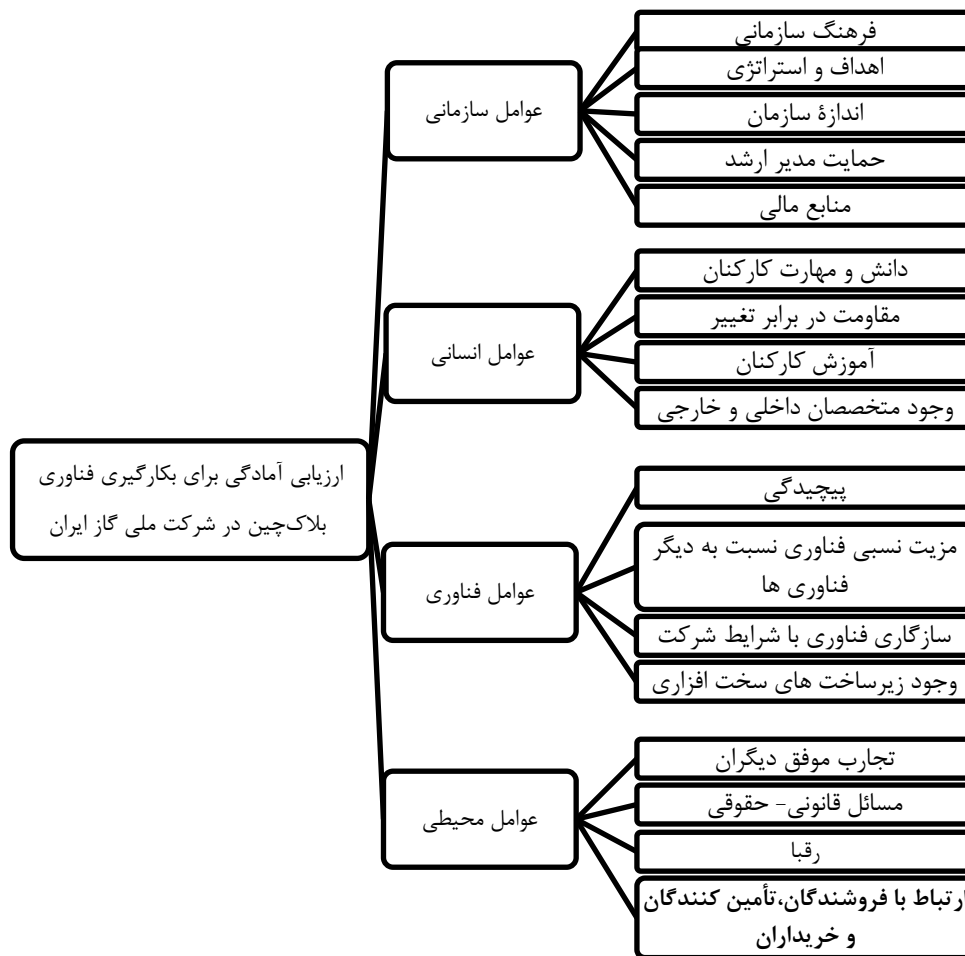 ارزیابی آمادگی برای بکارگیری فناوری
بلاک‌چین در شرکت ملی گاز ایران
عوامل سازمانی
فرهنگ سازمانی
اهداف و استراتژی
اندازۀ سازمان
حمایت مدیر ارشد
منابع مالی
عوامل انسانی
دانش و مهارت کارکنان
مقاومت در برابر تغییر
آموزش کارکنان
وجود متخصصان داخلی و خارجی
عوامل فناوری
پیچیدگی
مزیت نسبی فناوری نسبت به دیگر
فناوری ها
سازگاری فناوری با شرایط شرکت
وجود زیرساخت های سخت افزاری
عوامل محیطی
تجارب موفق دیگران
مسائل قانونی- حقوقی
رقبا
ارتباط با فروشندگان،تأمین کنندگان
و خریداران